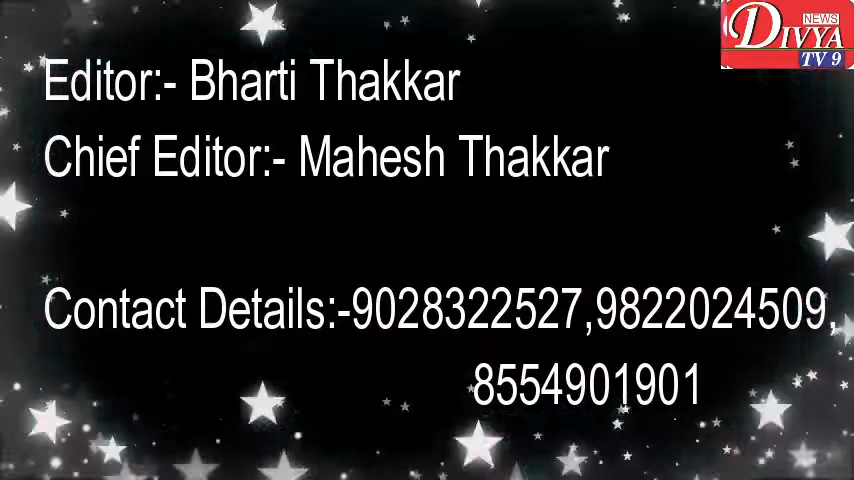 NEWS
DIVYA
TV 9
Editor:- Bharti Thakkar
Chief Editor:- Mahesh Thakkar
Contact Details:-9028322527,9822024509,
8554901901